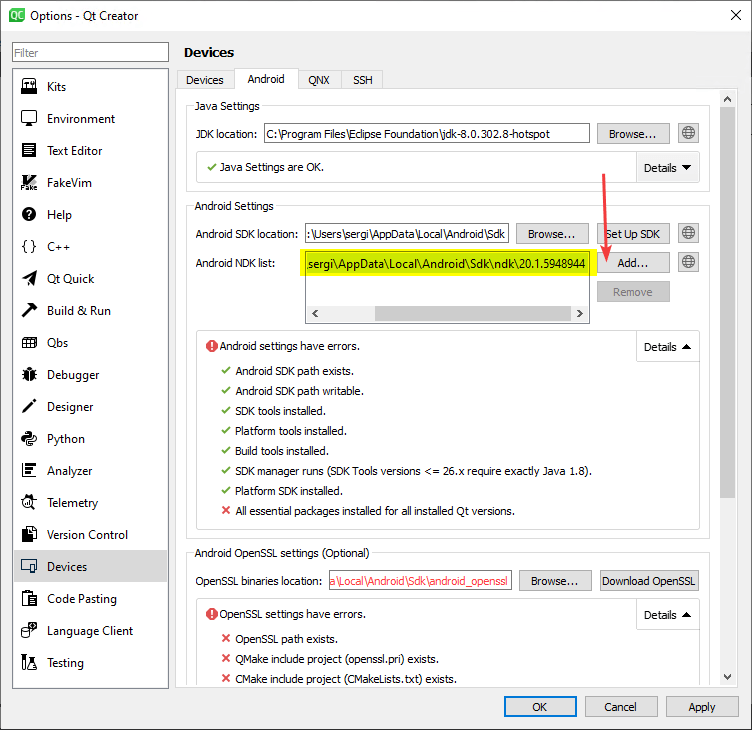 QC Options - Qt Creator
Filter
Devices
Kits
Environment
Text Editor
FakeVim
Help
C++
Qt Quick
Build & Run
Qbs
Debugger
Designer
Python
Analyzer
Telemetry
Version Control
Devices
Code Pasting
Language Client
Testing
Devices Android QNX SSH
Java Settings
JDK location: C:\Program Files\Eclipse Foundation\jdk-8.0.302.8-hotspot Browse...
Java Settings are OK. Details
Android Settings
Android SDK location: :\Users\sergi\AppData\Local\Android\Sdk Browse... Set Up SDK
Android NDK list: sergi\AppData\Local\Android\Sdk\ndk\20.1.5948944 Add...
Remove
Android settings have errors. Details
Android SDK path exists.
Android SDK path writable.
SDK tools installed.
Platform tools installed.
Build tools installed.
SDK manager runs (SDK Tools versions <= 26.x require exactly Java 1.8).
Platform SDK installed.
All essential packages installed for all installed Qt versions.
Android OpenSSL settings (Optional)
OpenSSL binaries location: a\Local\Android\Sdk\android_openssl Browse... Download OpenSSL
OpenSSL settings have errors. Details
OpenSSL path exists.
QMake include project (openssl.pri) exists.
CMake include project (CMakeLists.txt) exists.
OK Cancel Apply